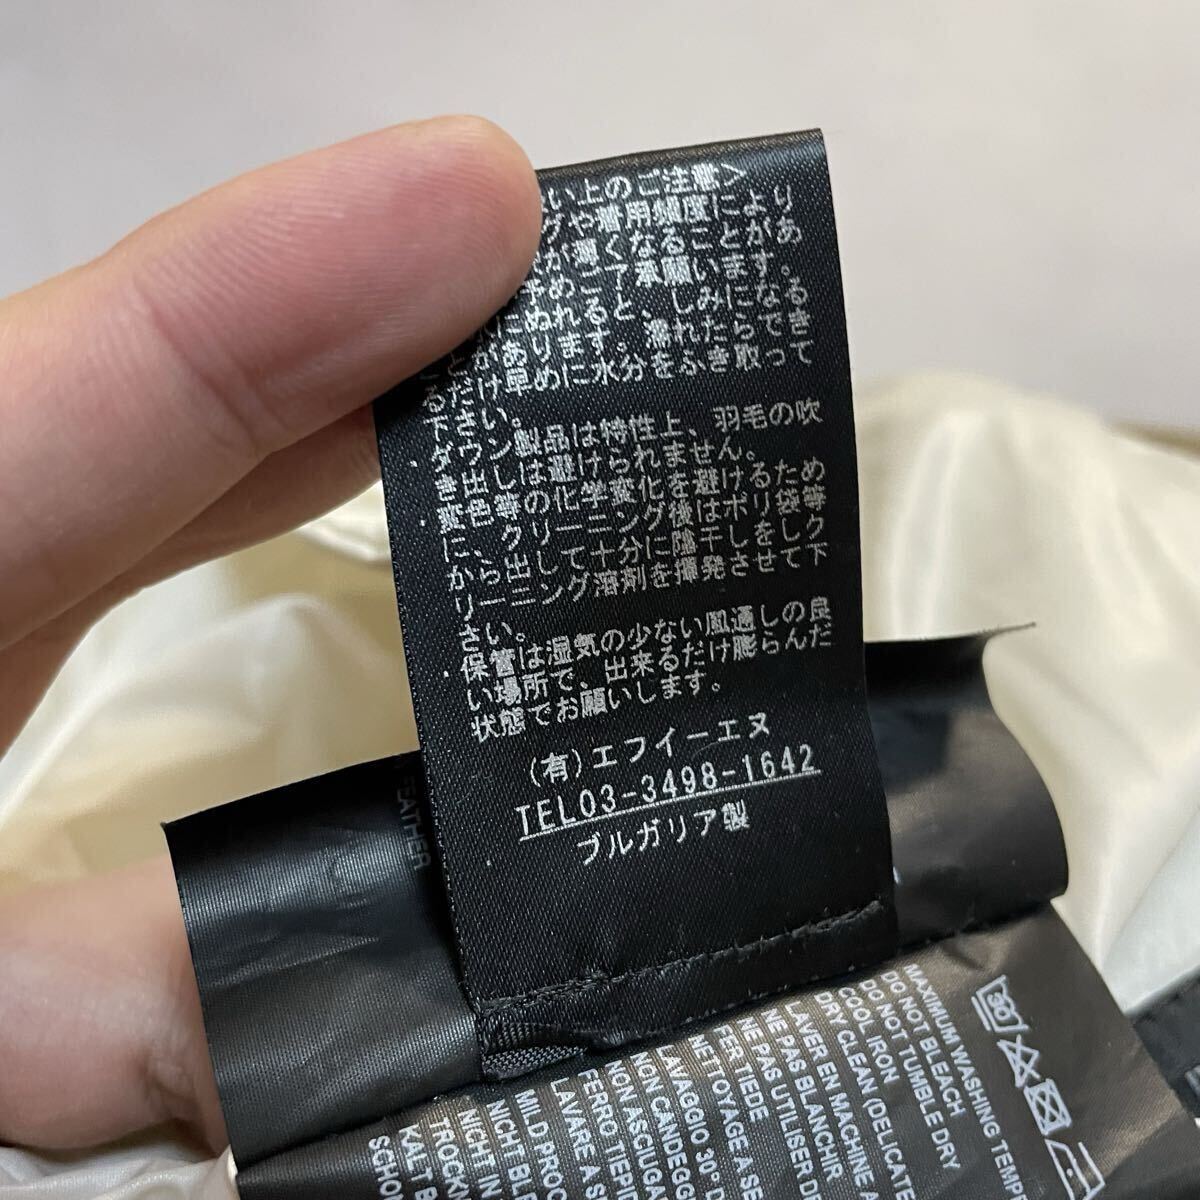 い上のご注意>
や着用頻度により
が薄くなることがあ
予めご了承願います。
にぬれると、しみになる
があります。濡れたらでき
るだけ早めに水分をふき取って
下さい。
ダウン製品は特性上、羽毛の吹
き出しは避けられません。
変色等の化学変化を避けるため
に、クリーニング後はポリ袋等
から出して十分に陰干しをしク
リーニング溶剤を揮発させて下
さい。
保管は湿気の少ない風通しの良
い場所で、出来るだけ膨らんだ
状態でお願いします。
(有)エフイーエヌ
TEL03-3498-1642
ブルガリア製
FEATHER
30
MAXIMUM WASHING TEMP
DO NOT BLEACH
DO NOT TUMBLE DRY
COOL IRON
DRY CLEAN (DELICATE
LAVER EN MACHINE A
NE PAS BLANCHIR
NE PAS UTILISER DE
FER TIEDE
NETOYAGE A SE
LAVAGGIO 30° D
NON CANDEGG
NON ASCIUGA
FERRO TIEPID
LAVARE A S
MILD PROC
NICHT BLE
NICHT IN
TROCKN
KALT B
SCHO